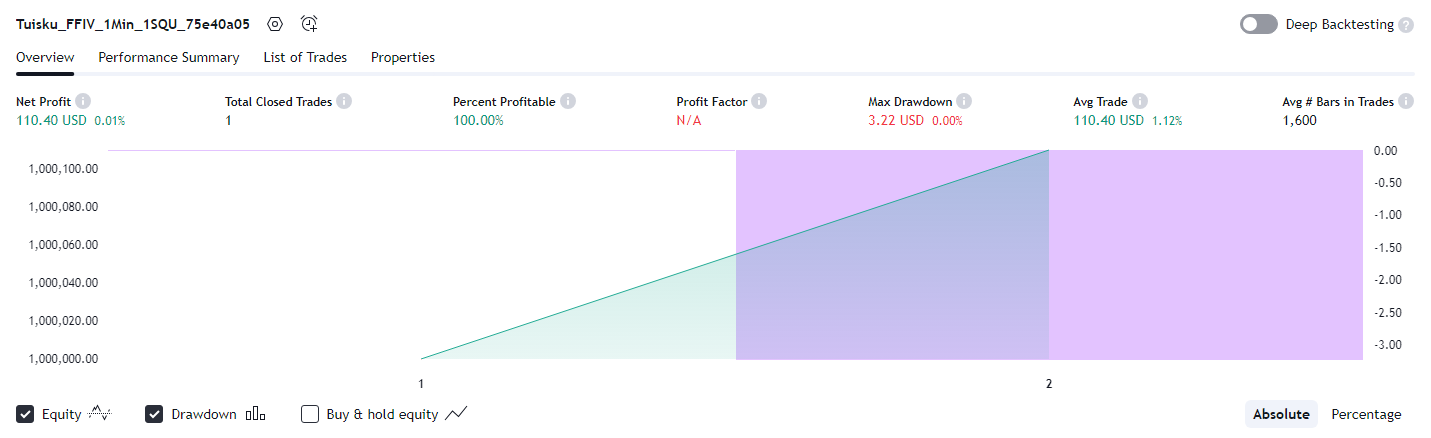 Tuisku_FFIV_1Min_1SQU_75e40a05
Deep Backtesting ?
Overview Performance Summary List of Trades Properties
Net Profit Total Closed Trades Percent Profitable Profit Factor Max Drawdown Avg Trade Avg # Bars in Trades
110.40 USD 0.01% 1 100.00% N/A 3.22 USD 0.00% 110.40 USD 1.12% 1,600
1,000,100.00
1,000,080.00
1,000,060.00
1,000,040.00
1,000,020.00
1,000,000.00
0.00
-0.50
-1.00
-1.50
-2.00
-2.50
-3.00
1 2
Equity Drawdown Buy & hold equity Absolute Percentage